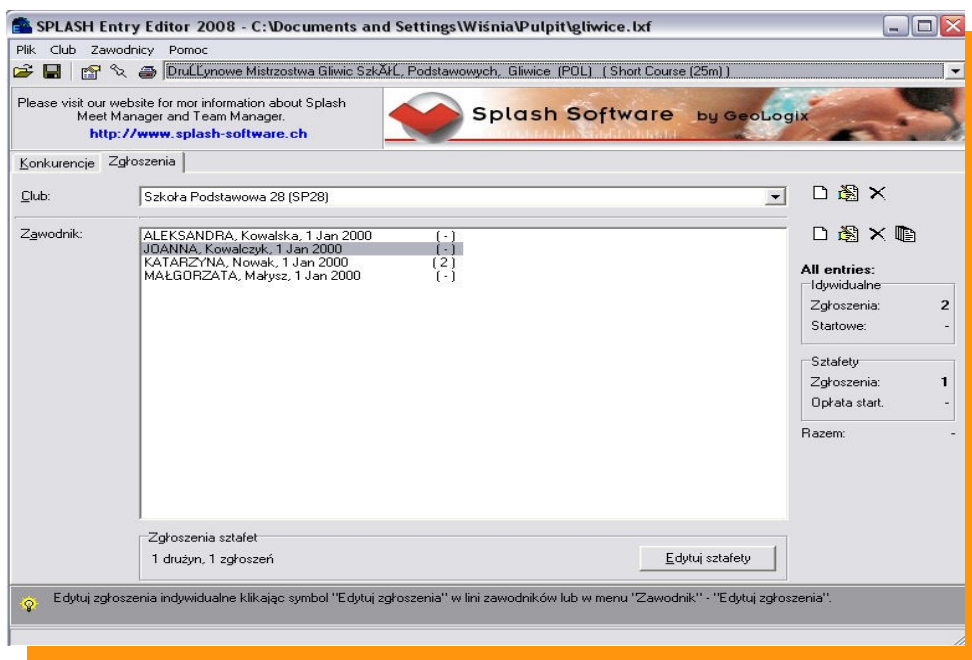 SPLASH Entry Editor 2008 - C:\Documents and Settings\Wiśnia\Pulpit\gliwice.lxf
Plik Club Zawodnicy Pomoc
DruĹĽynowe Mistrzostwa Gliwic SzkĂłĹ‚ Podstawowych, Gliwice (POL) (Short Course (25m))
Please visit our website for mor information about Splash
Meet Manager and Team Manager.
http://www.splash-software.ch
Splash Software by GeoLogix
Konkurencje Zgłoszenia
Club: Szkoła Podstawowa 28 (SP28)
Zawodnik:
ALEKSANDRA, Kowalska, 1 Jan 2000 ( - )
JOANNA, Kowalczyk, 1 Jan 2000 ( - )
KATARZYNA, Nowak, 1 Jan 2000 ( 2 )
MAŁGORZATA, Małysz, 1 Jan 2000 ( - )
All entries:
Idywidualne
Zgłoszenia: 2
Startowe: -
Sztafety
Zgłoszenia: 1
Opłata start. -
Razem: -
Zgłoszenia sztafet
1 drużyn, 1 zgłoszeń
Edytuj sztafety
Edytuj zgłoszenia indywidualne klikając symbol "Edytuj zgłoszenia" w lini zawodników lub w menu "Zawodnik" - "Edytuj zgłoszenia".